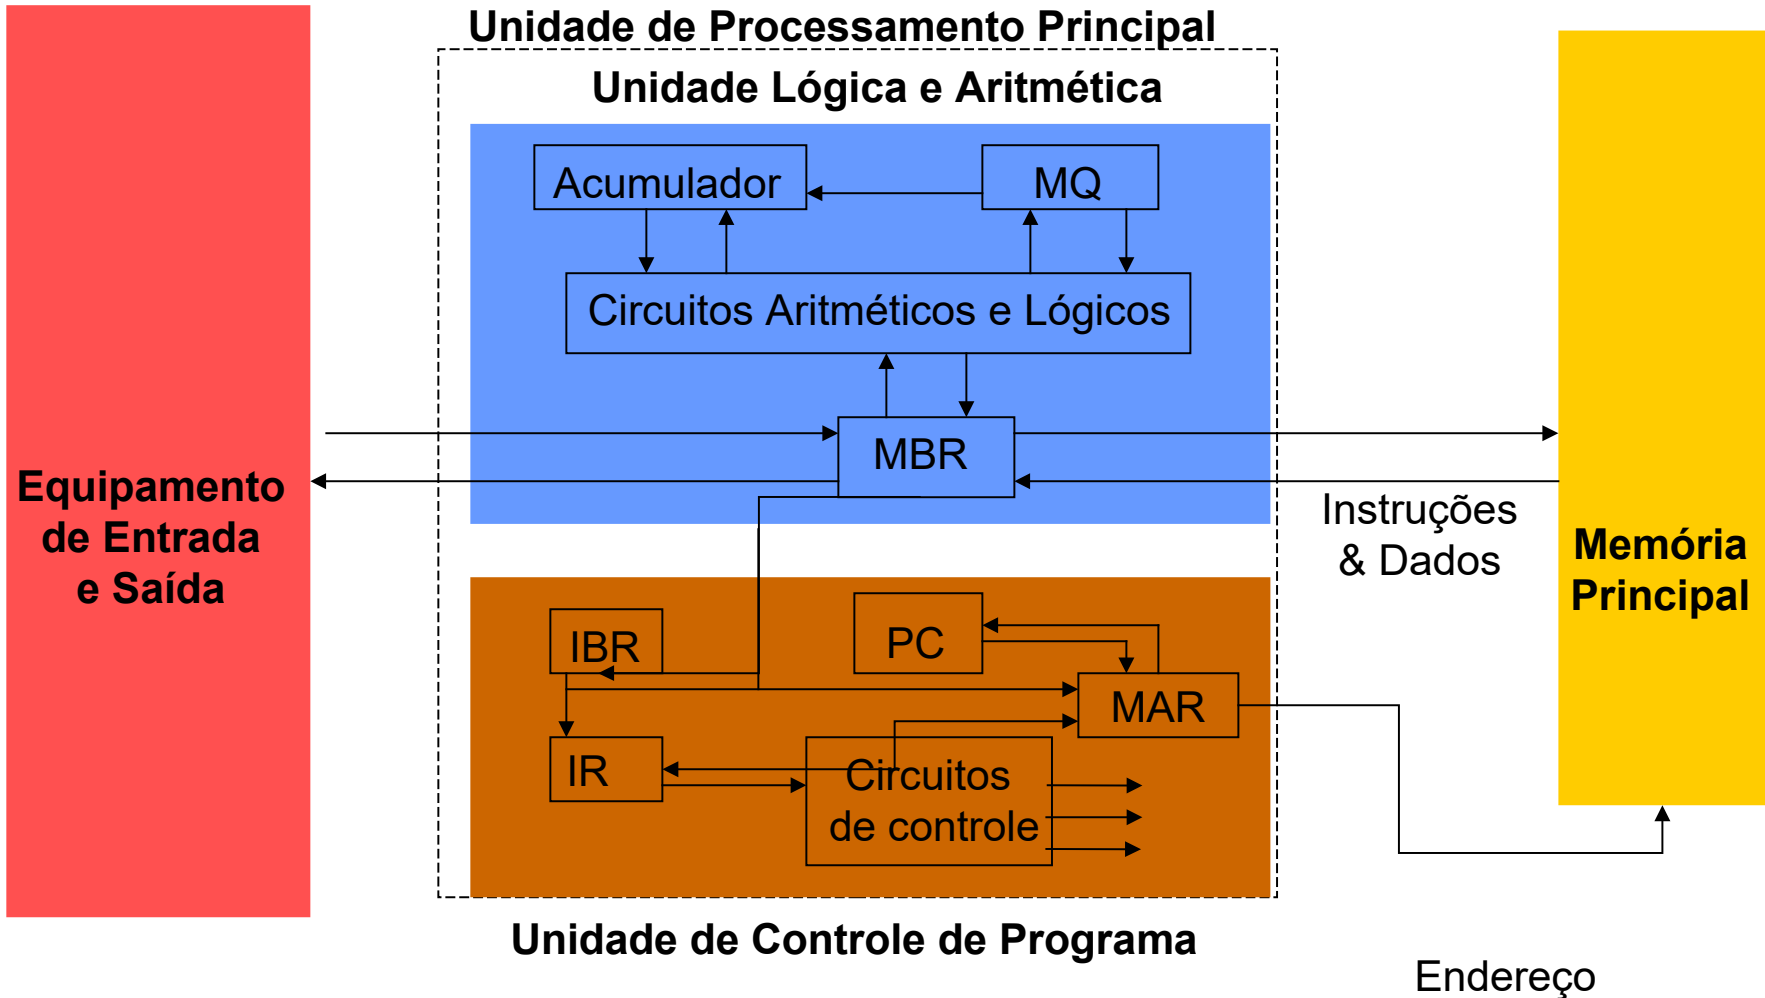 Unidade de Processamento Principal
Unidade Lógica e Aritmética
Acumulador
MQ
Circuitos Aritméticos e Lógicos
MBR
Equipamento
de Entrada
e Saída
Instruções
& Dados
Memória
Principal
IBR
PC
MAR
IR
Circuitos
de controle
Unidade de Controle de Programa
Endereço